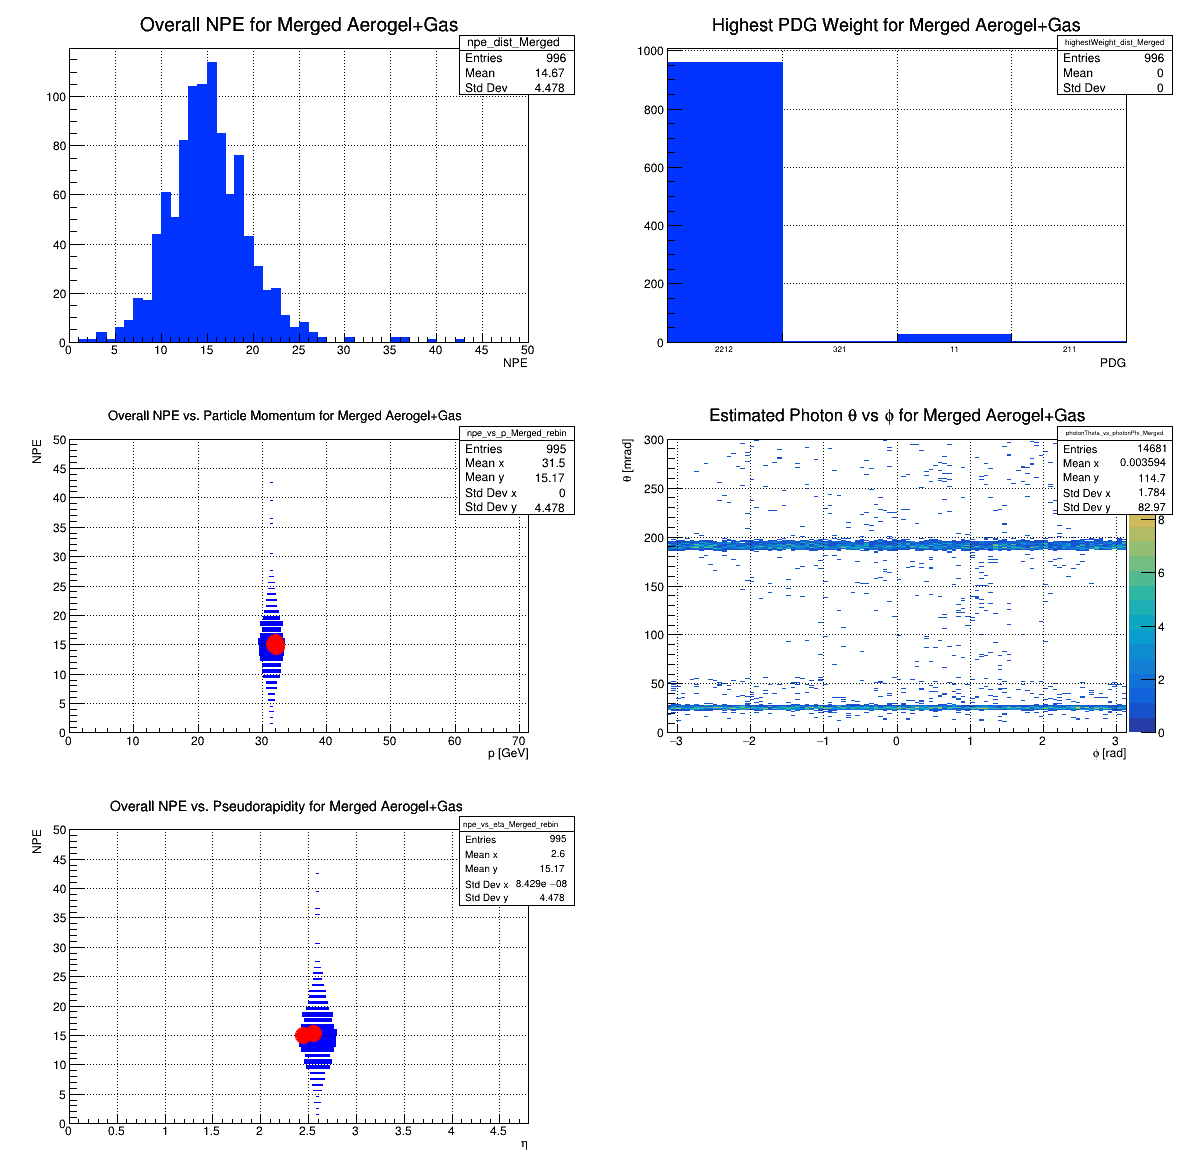 Overall NPE for Merged Aerogel+Gas
npe_dist_Merged
Entries 996
Mean 14.67
Std Dev 4.478
100
80
60
40
20
0
0 5 10 15 20 25 30 35 40 45 50
NPE
Highest PDG Weight for Merged Aerogel+Gas
highestWeight_dist_Merged
Entries 996
Mean 0
Std Dev 0
1000
800
600
400
200
0
2212 321 11 211
PDG
Overall NPE vs. Particle Momentum for Merged Aerogel+Gas
npe_vs_p_Merged_rebin
Entries 995
Mean x 31.5
Mean y 15.17
Std Dev x 0
Std Dev y 4.478
NPE
50
45
40
35
30
25
20
15
10
5
0
0 10 20 30 40 50 60 70
p [GeV]
Estimated Photon θ vs ϕ for Merged Aerogel+Gas
photonTheta_vs_photonPhi_Merged
Entries 14681
Mean x 0.003594
Mean y 114.7
Std Dev x 1.784
Std Dev y 82.97
θ [mrad]
300
250
200
150
100
50
0
−3 −2 −1 0 1 2 3
ϕ [rad]
8
6
4
2
0
Overall NPE vs. Pseudorapidity for Merged Aerogel+Gas
npe_vs_eta_Merged_rebin
Entries 995
Mean x 2.6
Mean y 15.17
Std Dev x 8.429e −08
Std Dev y 4.478
NPE
50
45
40
35
30
25
20
15
10
5
0
0 0.5 1 1.5 2 2.5 3 3.5 4 4.5
η